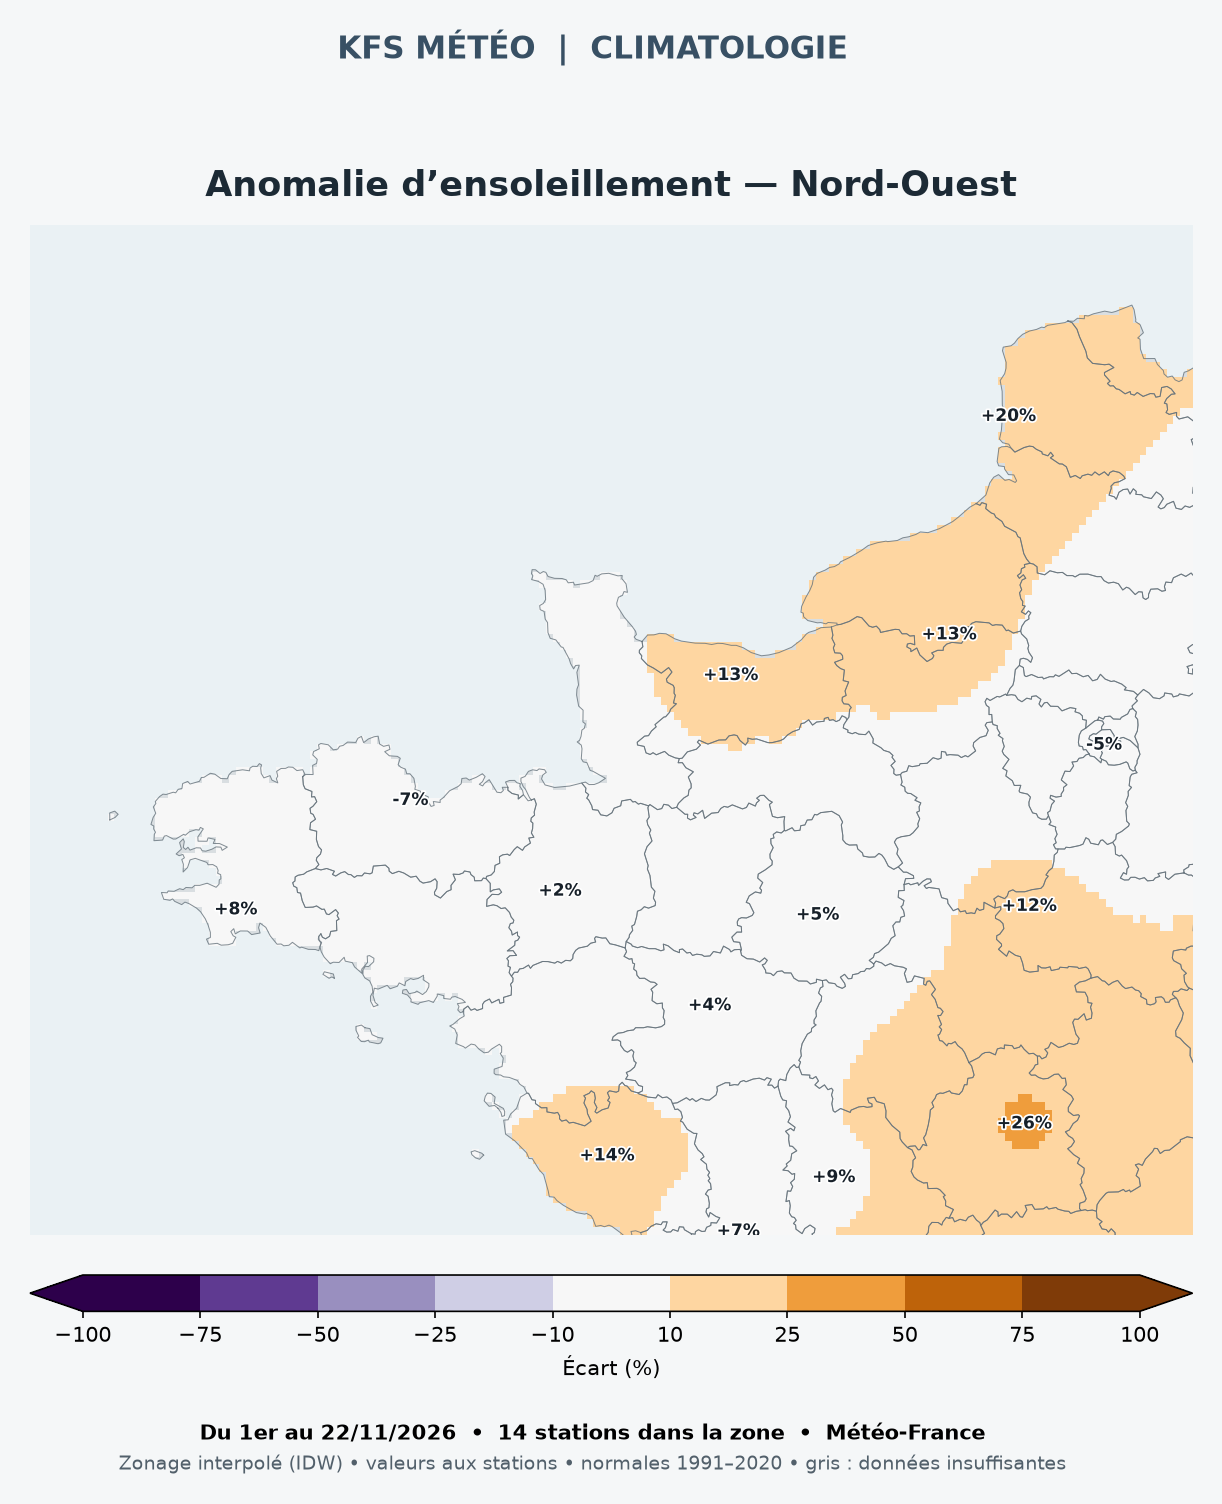 KFS MÉTÉO | CLIMATOLOGIE
Anomalie d’ensoleillement — Nord-Ouest
+20%
+13%
+13%
-5%
-7%
+2%
+12%
+8%
+5%
+4%
+26%
+14%
+9%
+7%
−100 −75 −50 −25 −10 10 25 50 75 100
Écart (%)
Du 1er au 22/11/2026 • 14 stations dans la zone • Météo-France
Zonage interpolé (IDW) • valeurs aux stations • normales 1991–2020 • gris : données insuffisantes